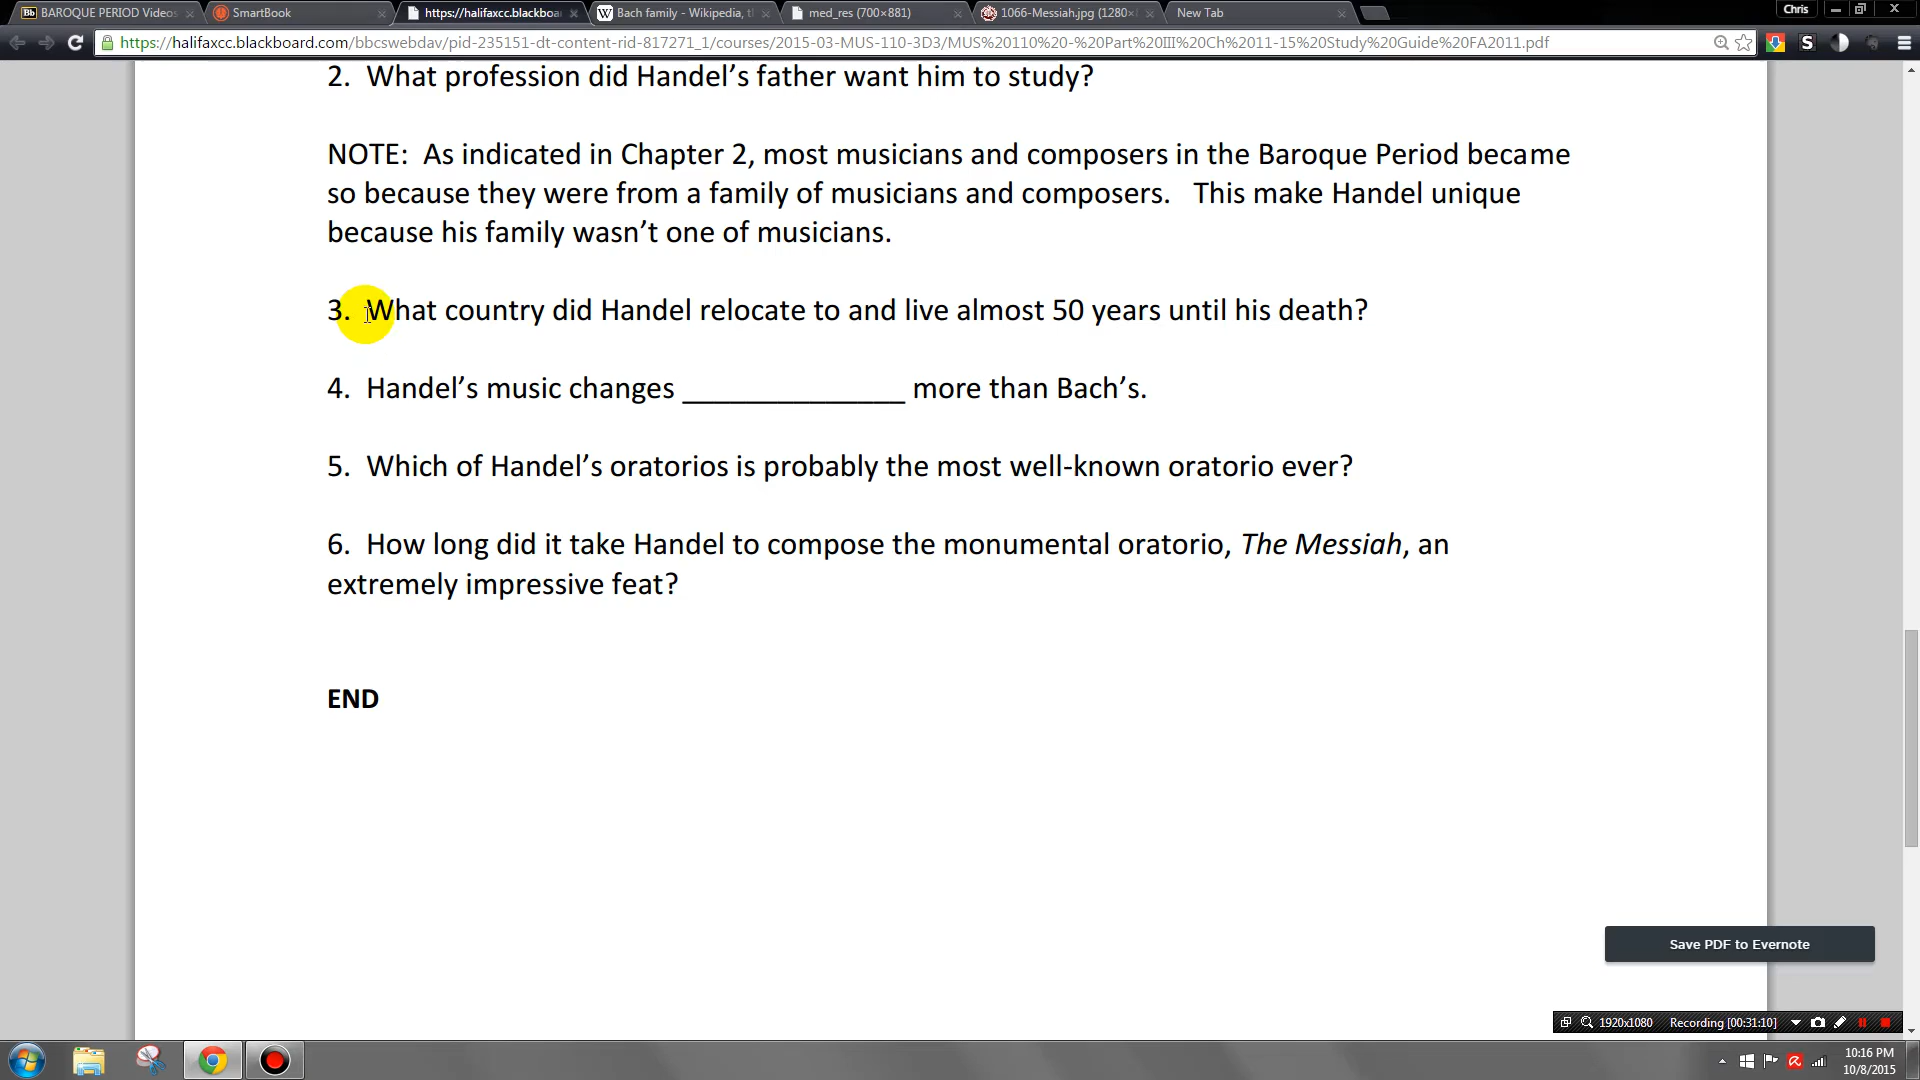 BAROQUE PERIOD Videos
SmartBook
https://halifaxcc.blackboa
Bach family - Wikipedia, t
med_res (700×881)
1066-Messiah.jpg (1280×
New Tab
Chris
https://halifaxcc.blackboard.com/bbcswebdav/pid-235151-dt-content-rid-817271_1/courses/2015-03-MUS-110-3D3/MUS%20110%20-%20Part%20III%20Ch%2011-15%20Study%20Guide%20FA2011.pdf
2. What profession did Handel’s father want him to study?
NOTE: As indicated in Chapter 2, most musicians and composers in the Baroque Period became
so because they were from a family of musicians and composers. This make Handel unique
because his family wasn’t one of musicians.
3. What country did Handel relocate to and live almost 50 years until his death?
4. Handel’s music changes ______________ more than Bach’s.
5. Which of Handel’s oratorios is probably the most well-known oratorio ever?
6. How long did it take Handel to compose the monumental oratorio, The Messiah, an
extremely impressive feat?
END
Save PDF to Evernote
1920x1080 Recording [00:31:10]
10:16 PM
10/8/2015